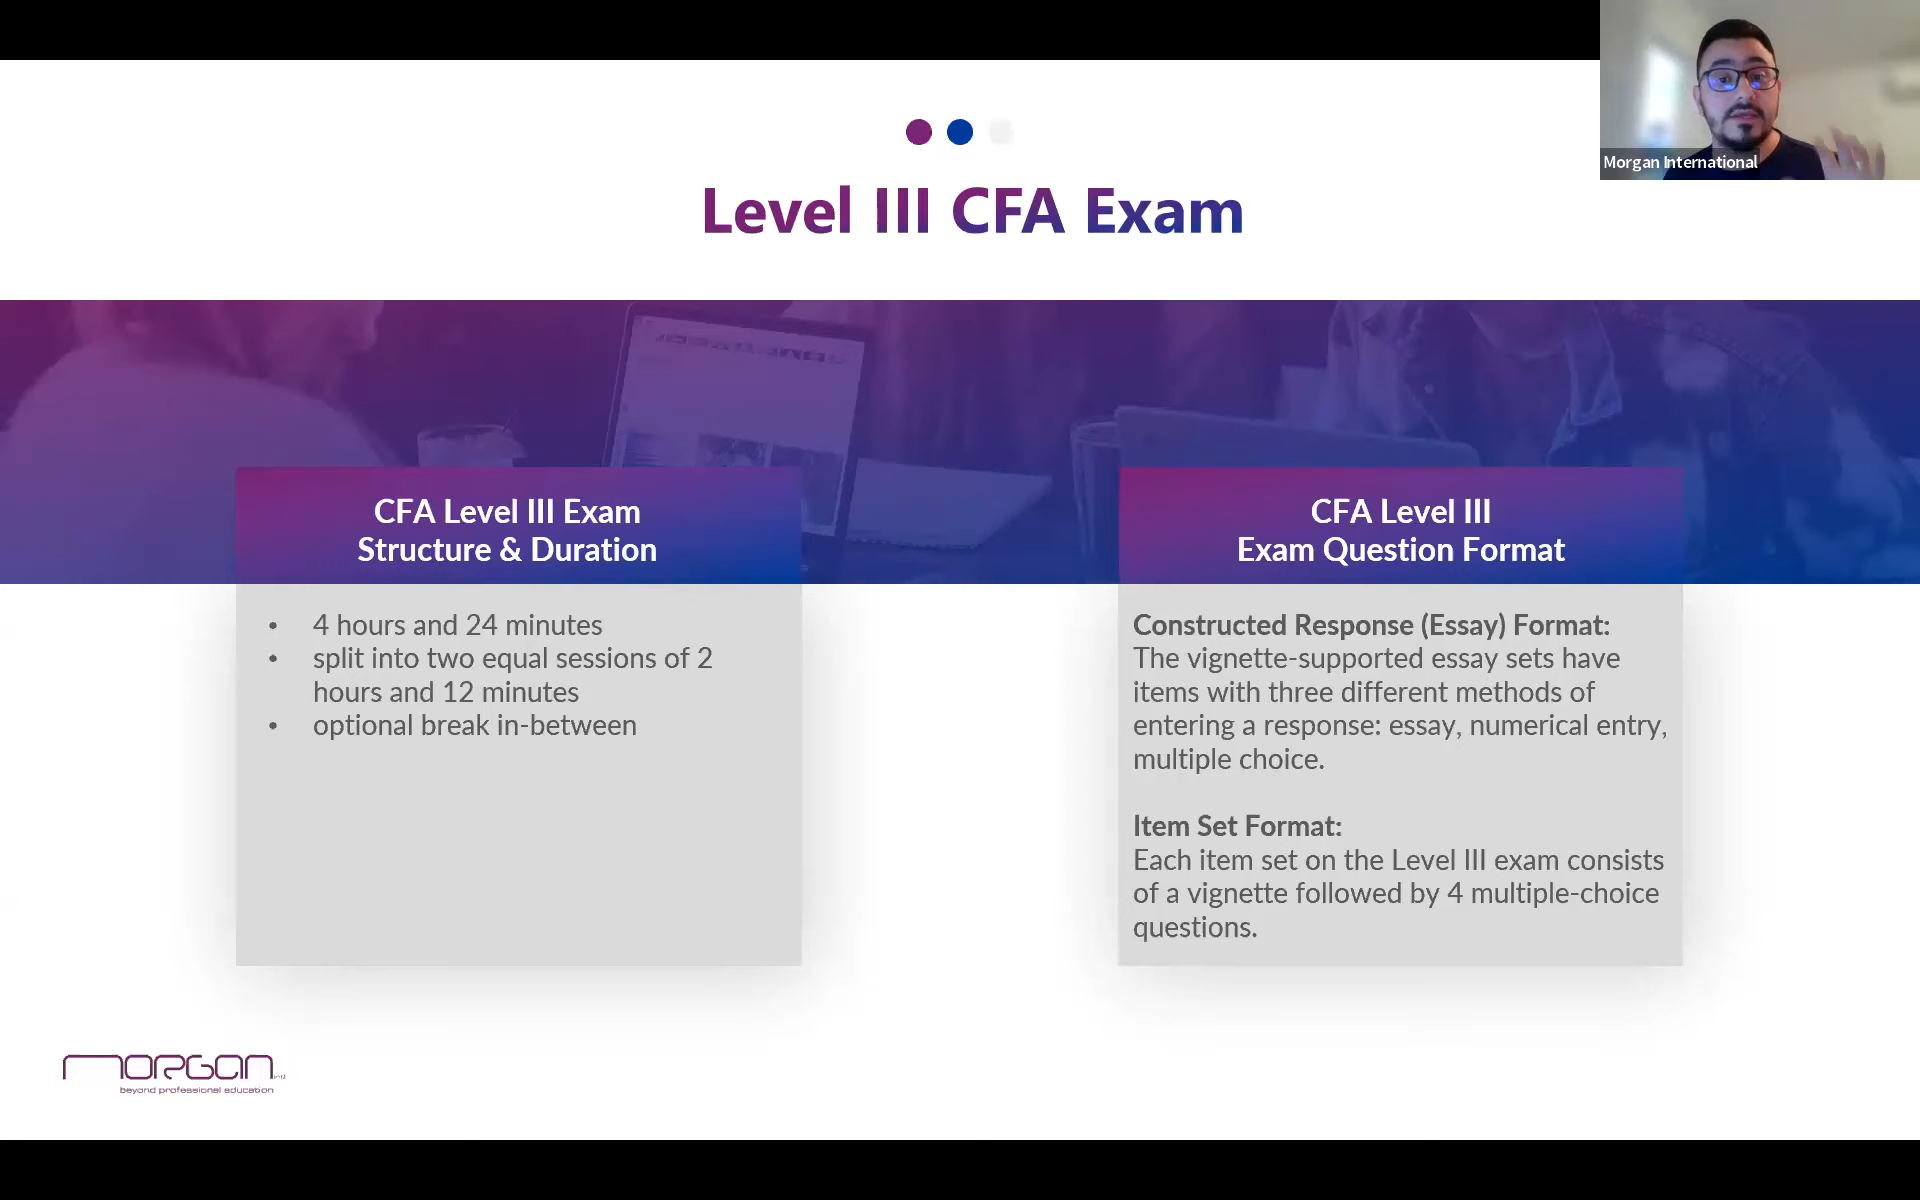 Morgan International
Level III CFA Exam
CFA Level III Exam
Structure & Duration
• 4 hours and 24 minutes
• split into two equal sessions of 2
hours and 12 minutes
• optional break in-between
CFA Level III
Exam Question Format
Constructed Response (Essay) Format:
The vignette-supported essay sets have
items with three different methods of
entering a response: essay, numerical entry,
multiple choice.
Item Set Format:
Each item set on the Level III exam consists
of a vignette followed by 4 multiple-choice
questions.
morgan
beyond professional education